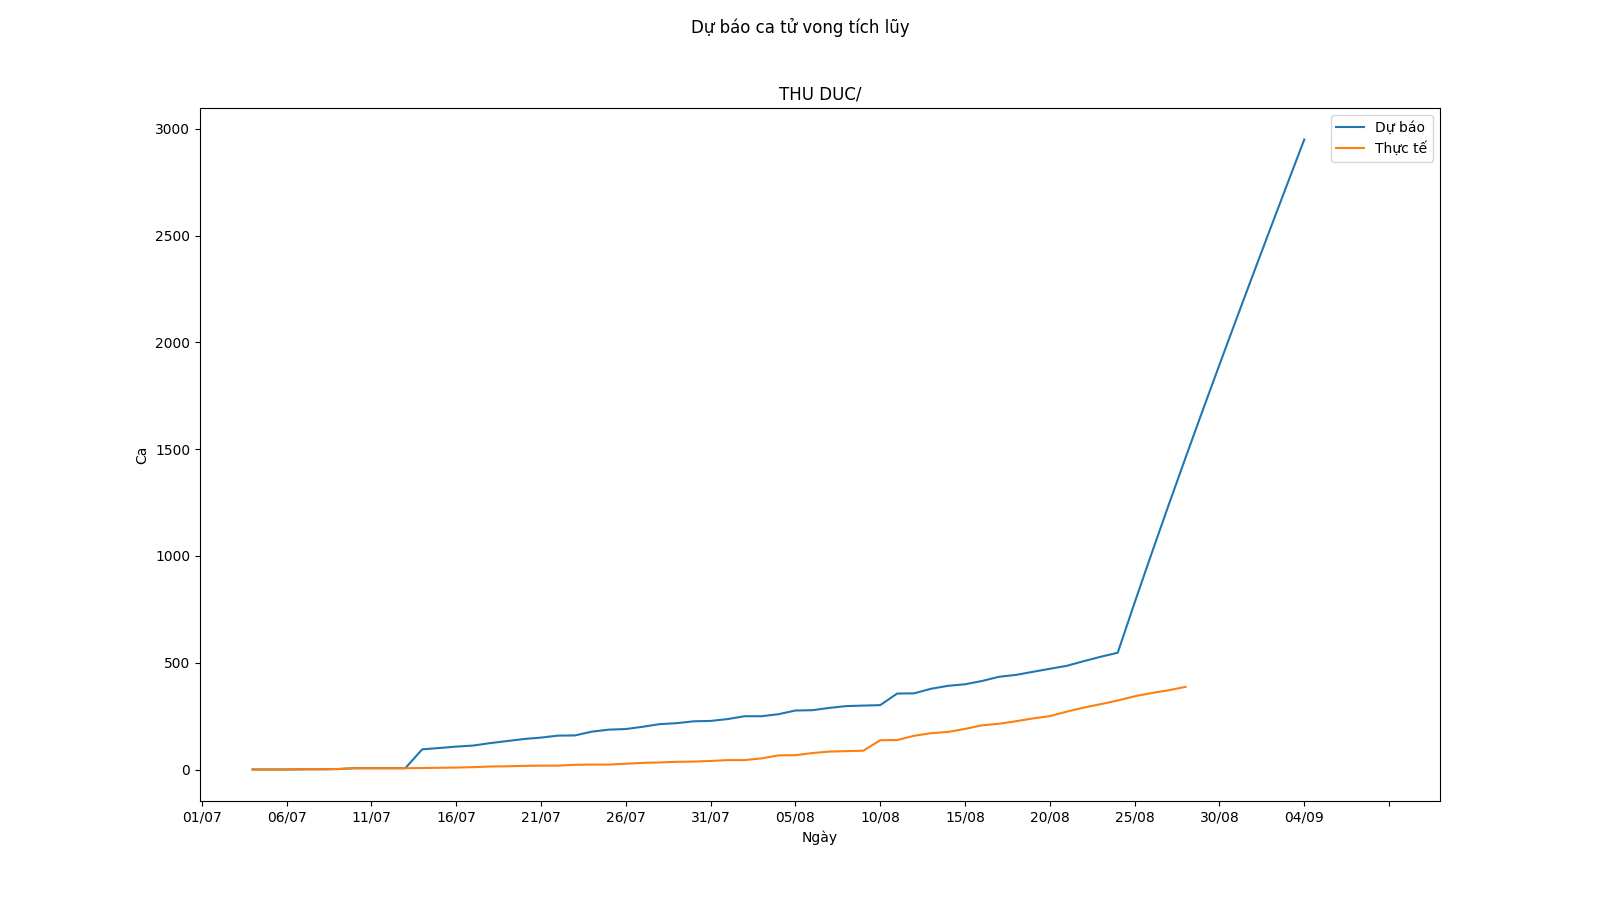 Dự báo ca tử vong tích lũy
THU DUC/
Dự báo
Thực tế
3000
2500
2000
1500
1000
500
0
Ca
01/07 06/07 11/07 16/07 21/07 26/07 31/07 05/08 10/08 15/08 20/08 25/08 30/08 04/09
Ngày